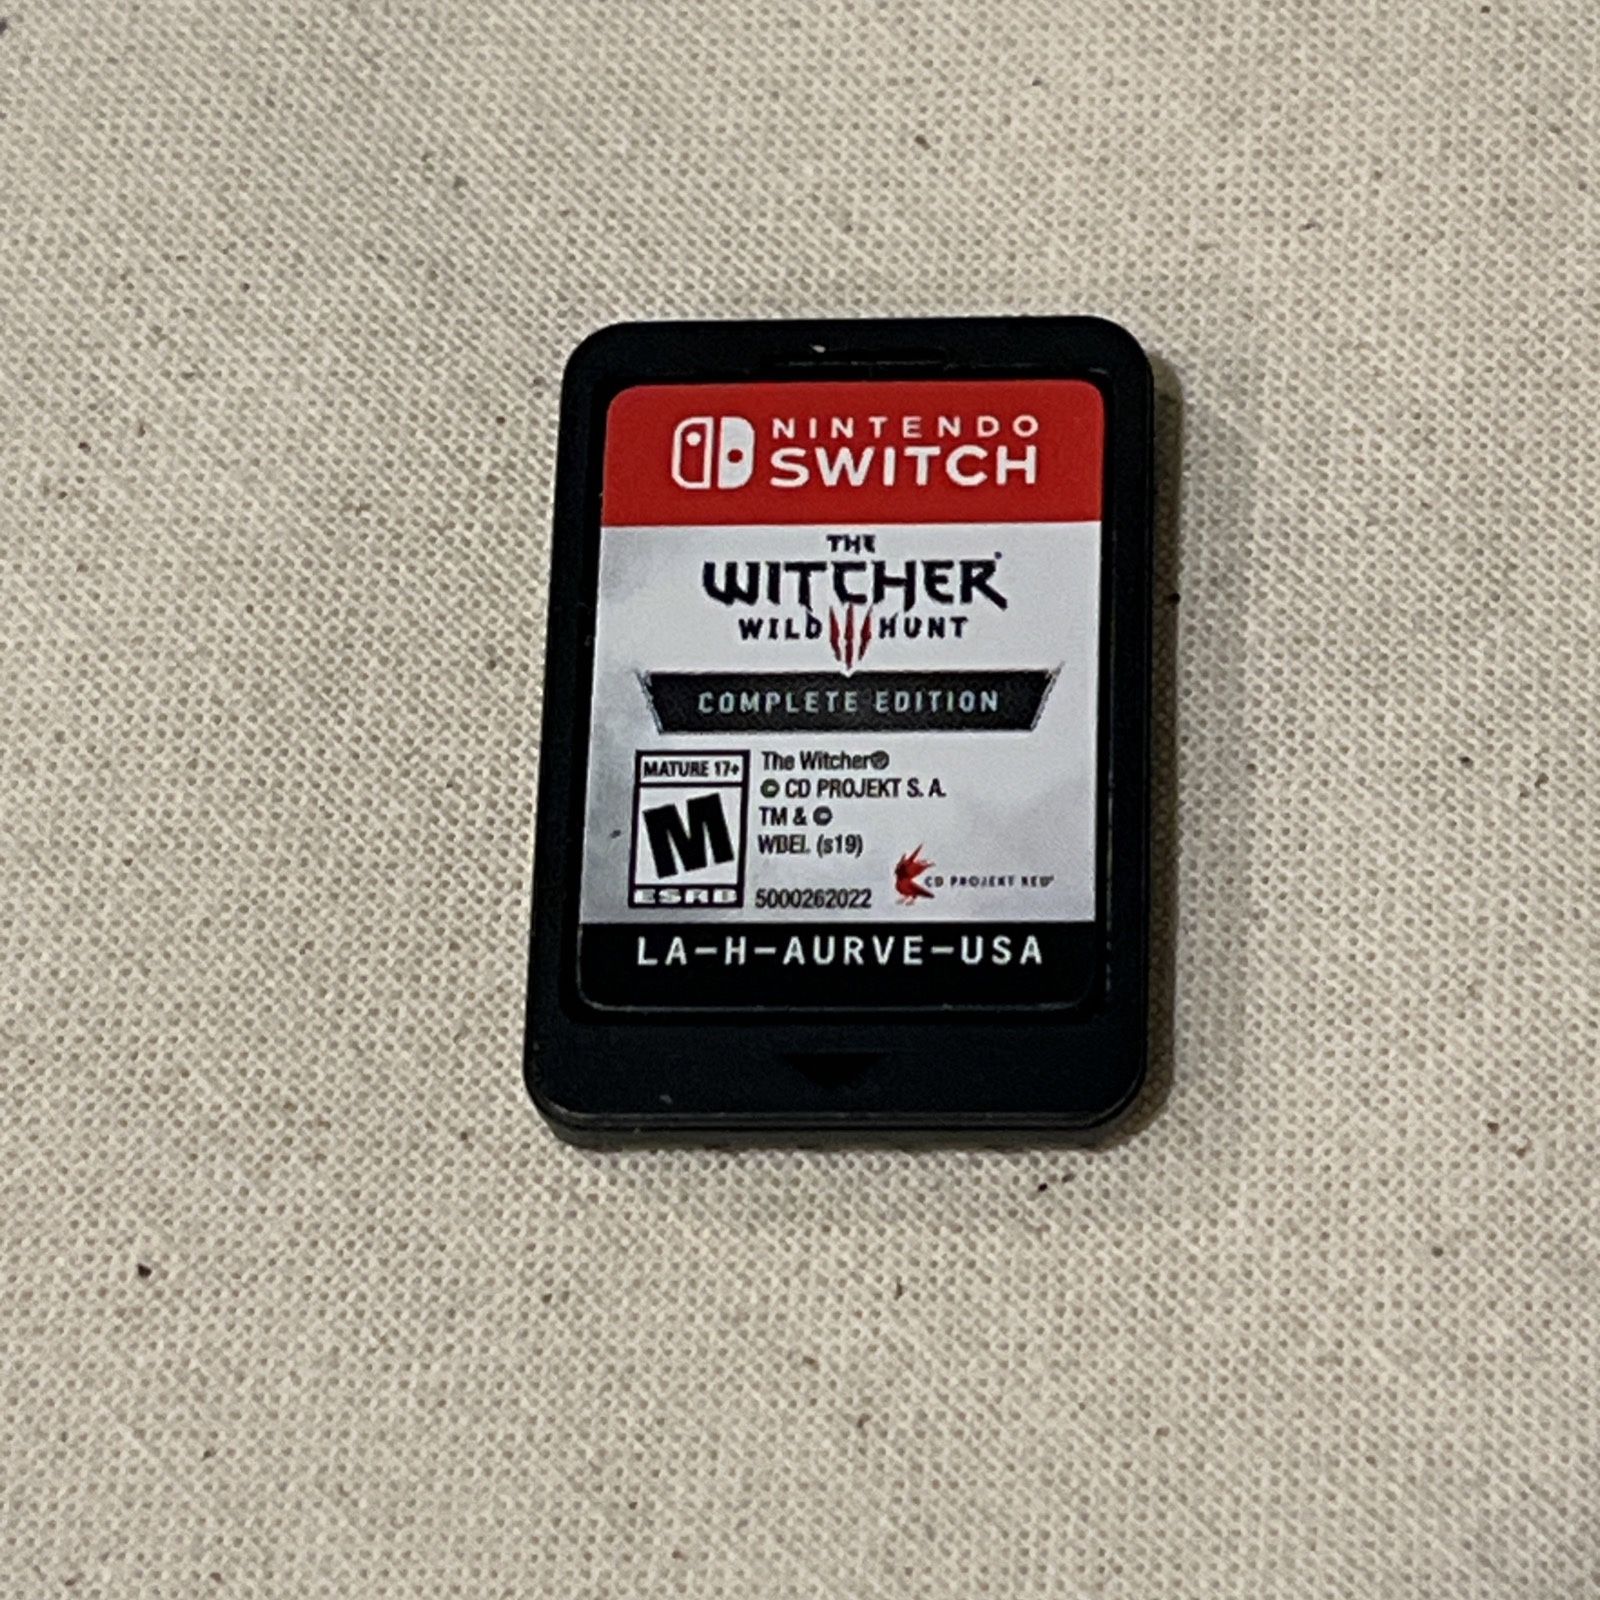 NINTENDO
SWITCH
THE
WITCHER
WILD III HUNT
COMPLETE EDITION
MATURE 17+
M
ESRB
The Witcher®
© CD PROJEKT S. A.
TM & ©
WBEI. (s19)
5000262022
CD PROJEKT RED®
LA-H-AURVE-USA